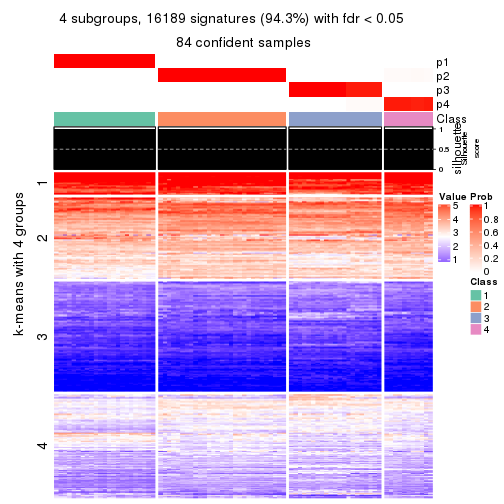 4 subgroups, 16189 signatures (94.3%) with fdr < 0.05
84 confident samples
p1
p2
p3
p4
Class
1
0.5
0
silhouette
Silhouette
score
k-means with 4 groups
1
2
3
4
Value
5
4
3
2
1
Prob
1
0.8
0.6
0.4
0.2
0
Class
1
2
3
4